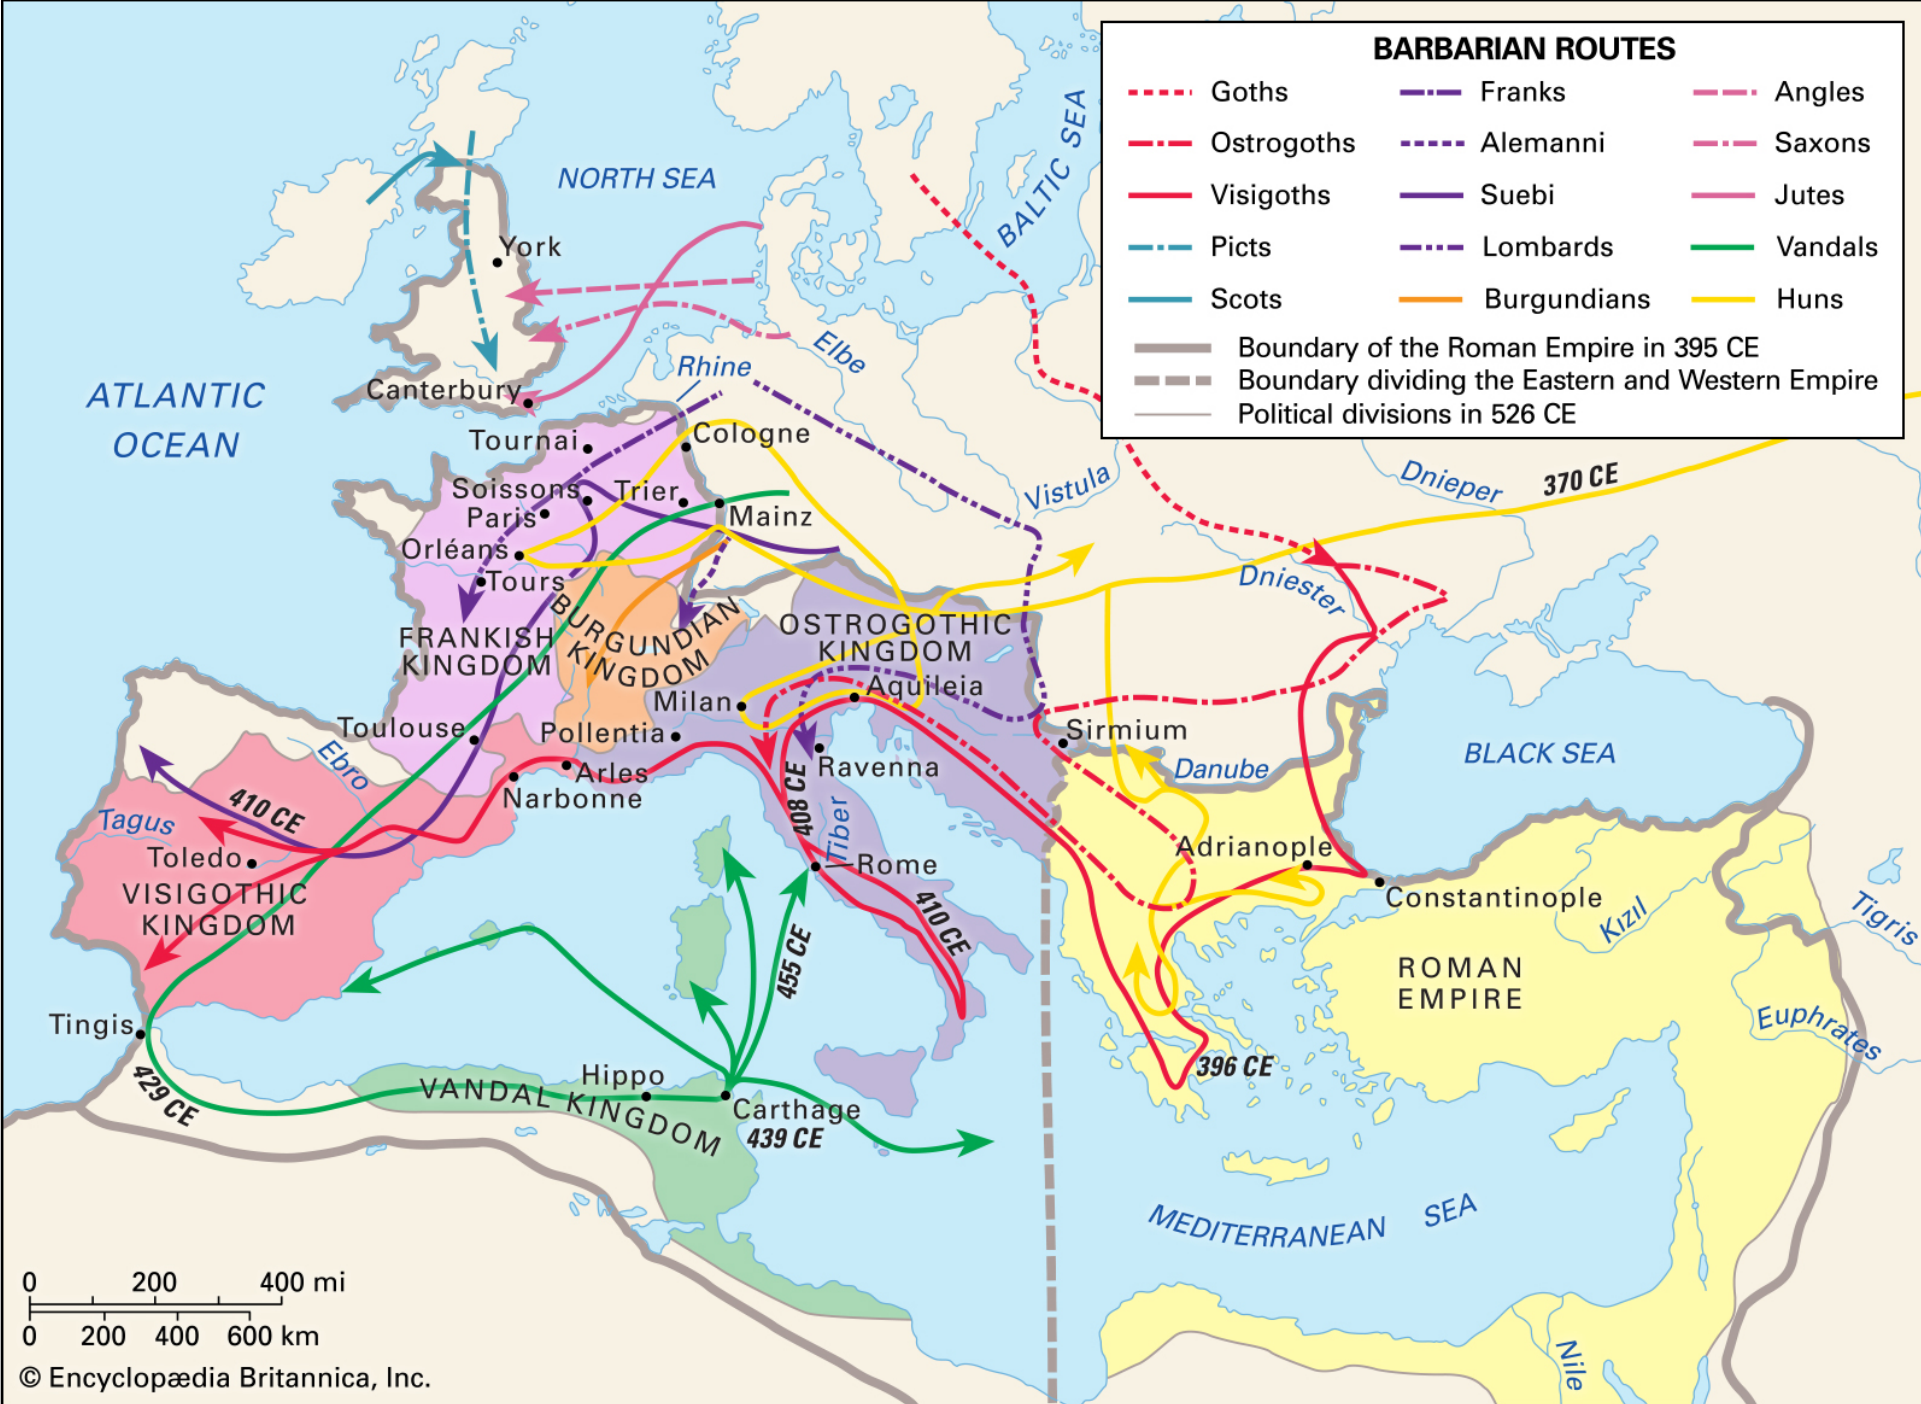 BARBARIAN ROUTES
Goths
Franks
Angles
Ostrogoths
Alemanni
Saxons
Visigoths
Suebi
Jutes
Picts
Lombards
Vandals
Scots
Burgundians
Huns
Boundary of the Roman Empire in 395 CE
Boundary dividing the Eastern and Western Empire
Political divisions in 526 CE
NORTH SEA
BALTIC SEA
York
Elbe
Rhine
ATLANTIC
OCEAN
Canterbury
Tournai
Cologne
Soissons
Trier
Paris
Mainz
Vistula
Dnieper
370 CE
Orléans
Tours
Dniester
FRANKISH
KINGDOM
BURGUNDIAN
KINGDOM
OSTROGOTHIC
KINGDOM
Milan
Aquileia
Toulouse
Pollentia
Sirmium
BLACK SEA
Ebro
Arles
Ravenna
Danube
Narbonne
410 CE
408 CE
Tagus
Tiber
Toledo
Rome
Adrianople
VISIGOTHIC
KINGDOM
410 CE
Constantinople
Kızıl
Tigris
455 CE
ROMAN
EMPIRE
Tingis
Euphrates
396 CE
429 CE
VANDAL KINGDOM
Hippo
Carthage
439 CE
MEDITERRANEAN SEA
0 200 400 mi
0 200 400 600 km
Nile
© Encyclopædia Britannica, Inc.